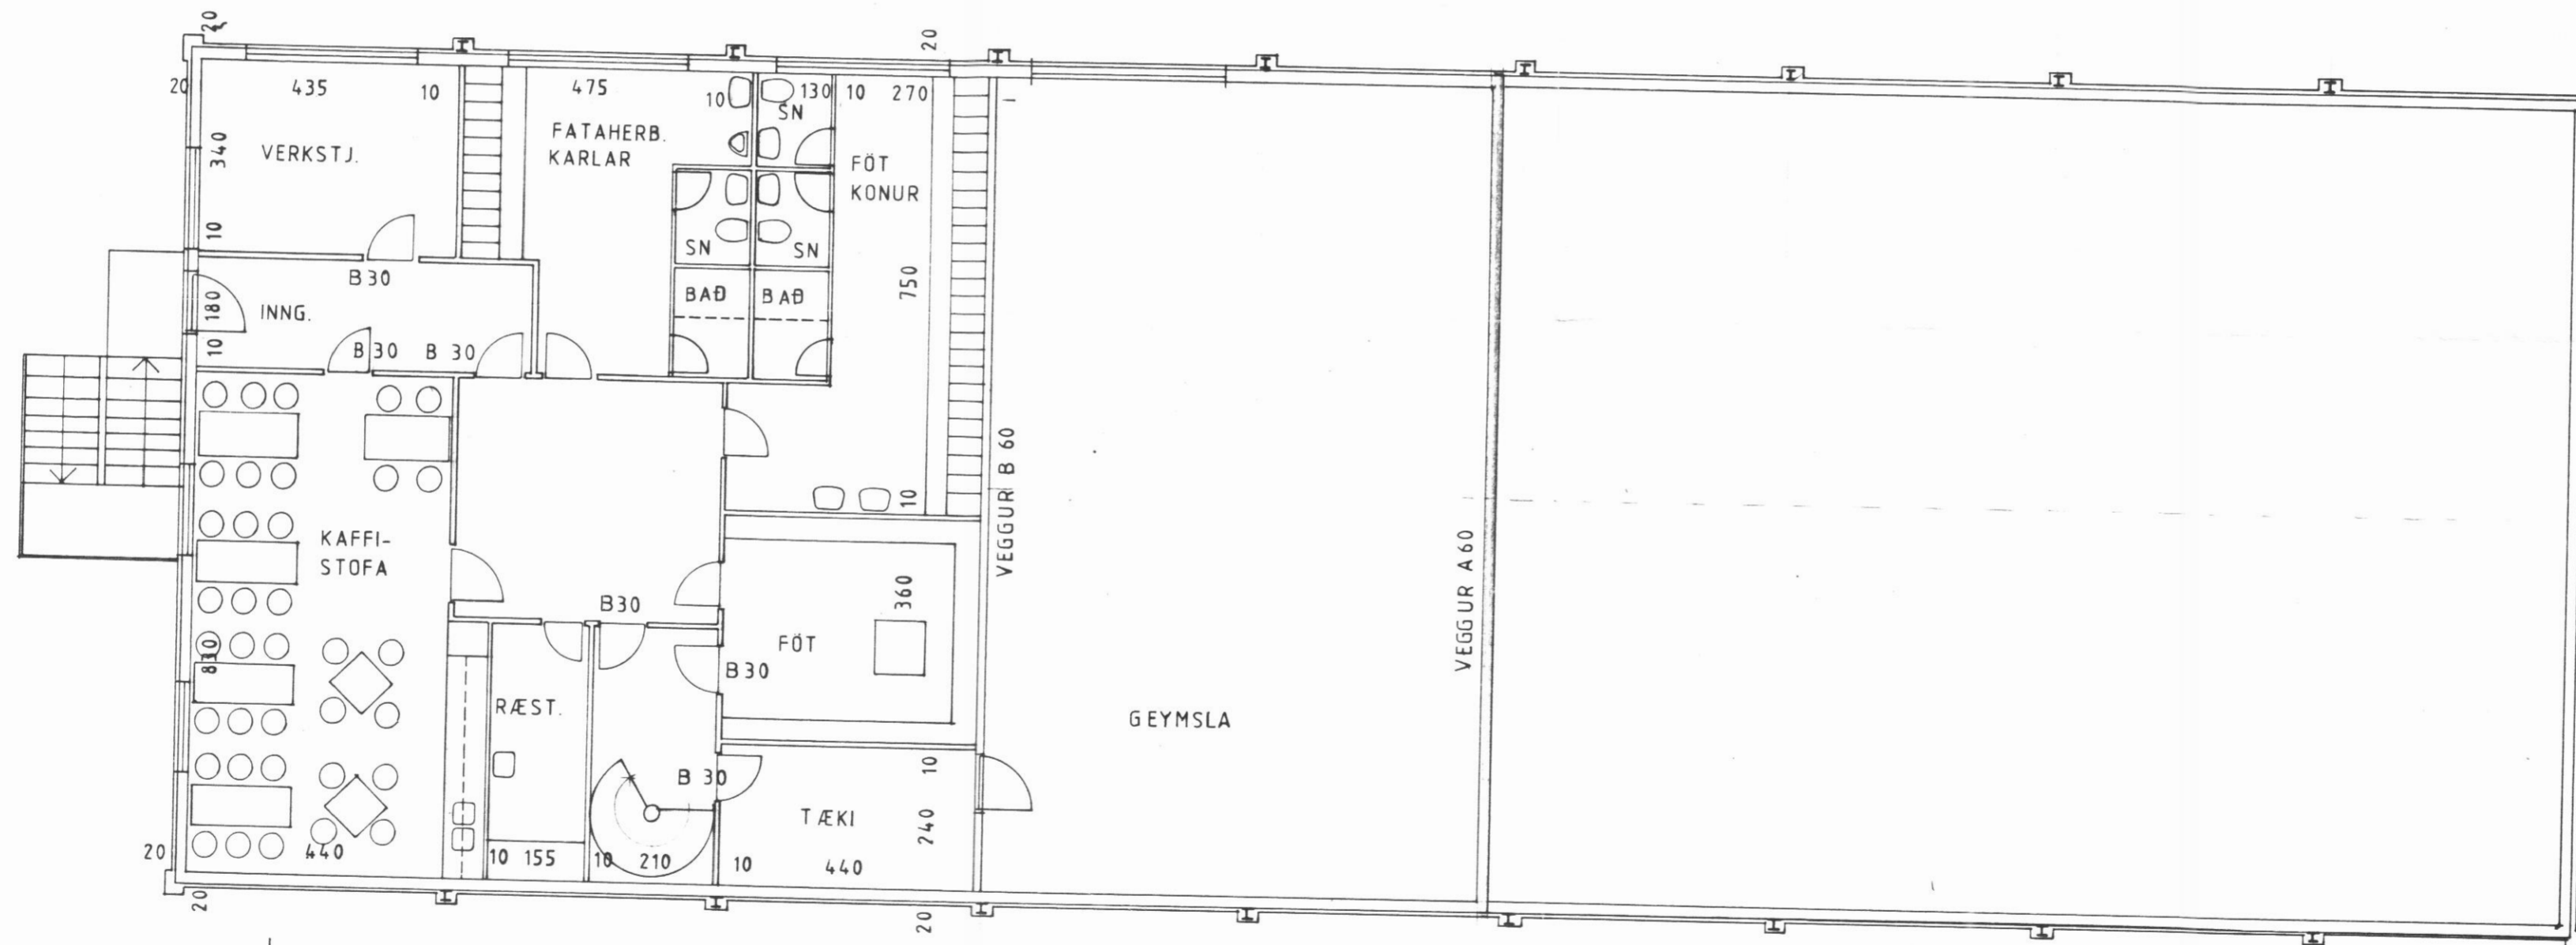 20
20
20
435
10
475
10
130
10
270
SN
340
VERKSTJ.
FATAHERB.
KARLAR
FÖT
KONUR
10
SN
SN
B30
180
INNG.
BAÐ
BAÐ
750
10
B30
B 30
VEGGUR B 60
10
KAFFI-
STOFA
VEGGUR A60
360
B30
FÖT
830
B30
RÆST.
GEYMSLA
B 30
10
TÆKI
240
20
440
10
155
10
210
10
440
20
20